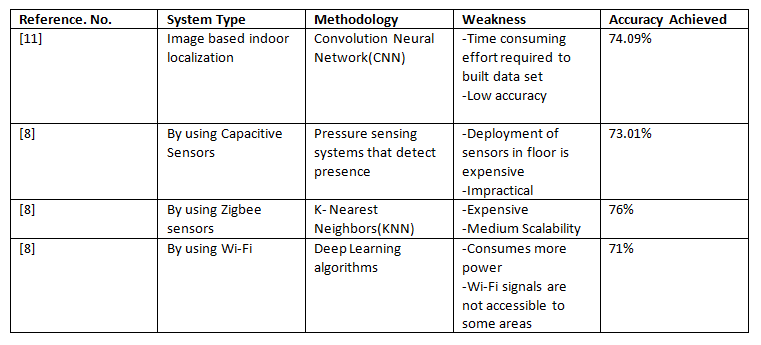 Reference. No. System Type Methodology Weakness Accuracy Achieved
[11] Image based indoor Convolution Neural -Time consuming 74.09%
localization Network(CNN) effort required to
built data set
-Low accuracy
[8] By using Capacitive Pressure sensing -Deployment of 73.01%
Sensors systems that detect sensors in floor is
presence expensive
-Impractical
[8] By using Zigbee K- Nearest -Expensive 76%
sensors Neighbors(KNN) -Medium Scalability
[8] By using Wi-Fi Deep Learning -Consumes more 71%
algorithms power
-Wi-Fi signals are
not accessible to
some areas